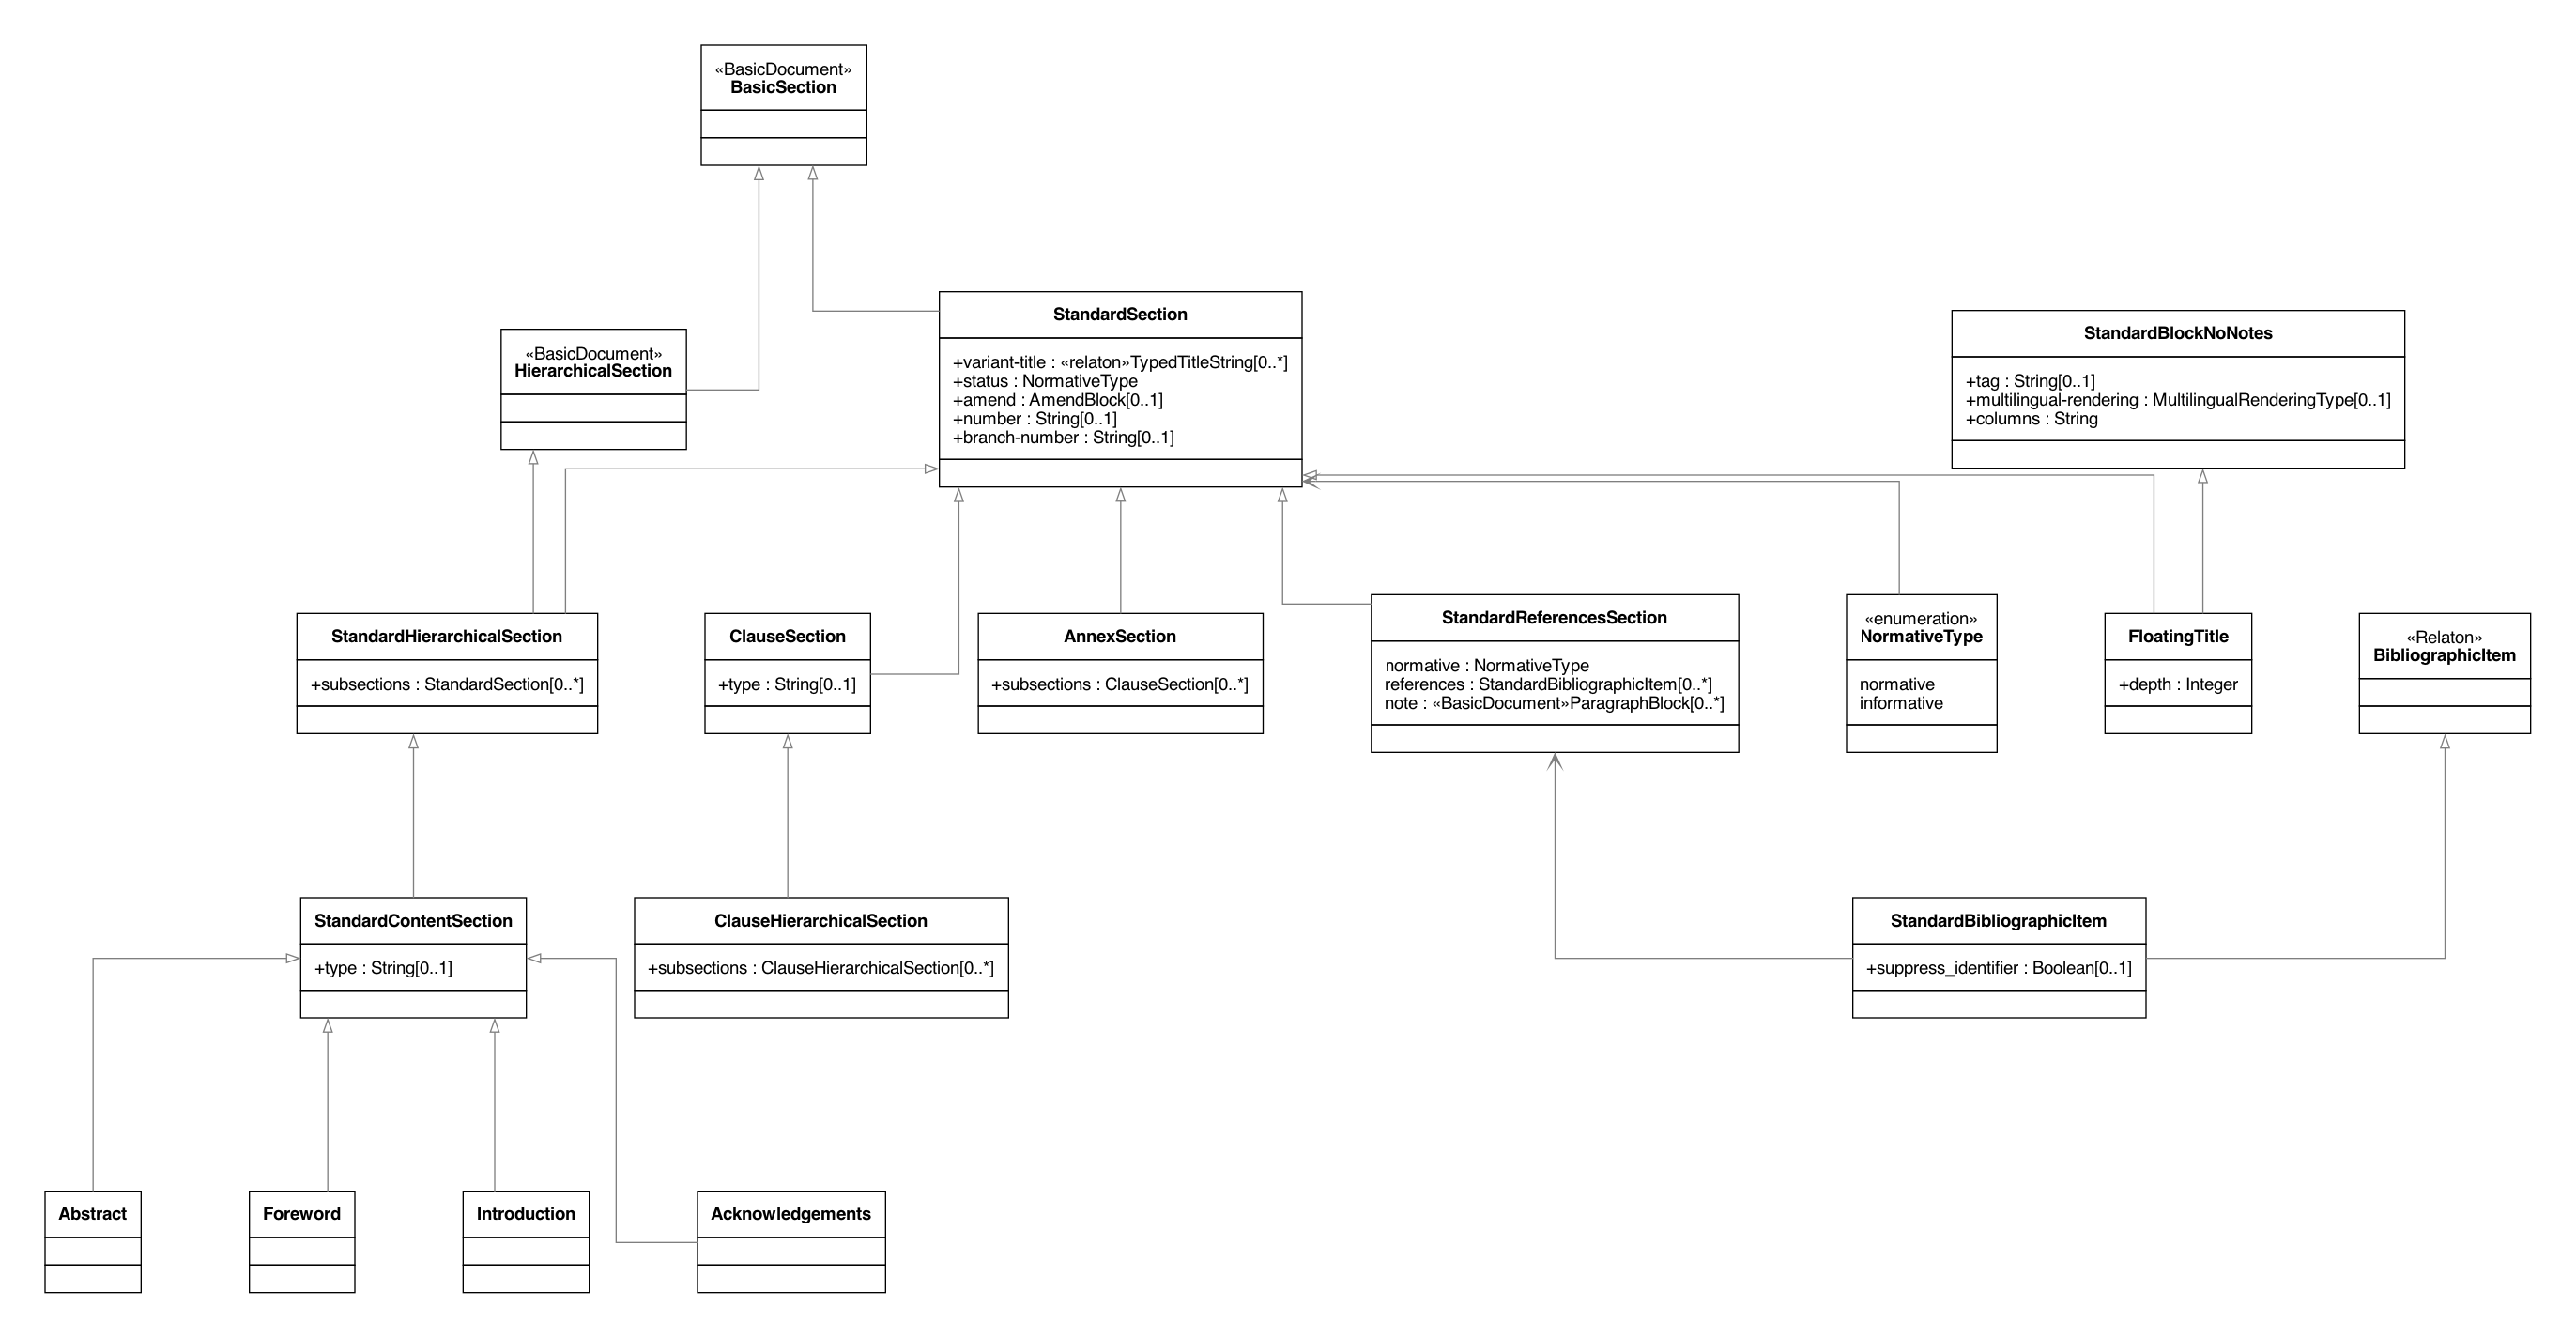 «BasicDocument»
BasicSection
StandardSection
+variant-title : «relaton»TypedTitleString[0..*]
+status : NormativeType
+amend : AmendBlock[0..1]
+number : String[0..1]
+branch-number : String[0..1]
«BasicDocument»
HierarchicalSection
StandardBlockNoNotes
+tag : String[0..1]
+multilingual-rendering : MultilingualRenderingType[0..1]
+columns : String
StandardHierarchicalSection
+subsections : StandardSection[0..*]
ClauseSection
+type : String[0..1]
AnnexSection
+subsections : ClauseSection[0..*]
StandardReferencesSection
normative : NormativeType
references : StandardBibliographicItem[0..*]
note : «BasicDocument»ParagraphBlock[0..*]
«enumeration»
NormativeType
normative
informative
FloatingTitle
+depth : Integer
«Relaton»
BibliographicItem
StandardContentSection
+type : String[0..1]
ClauseHierarchicalSection
+subsections : ClauseHierarchicalSection[0..*]
StandardBibliographicItem
+suppress_identifier : Boolean[0..1]
Abstract
Foreword
Introduction
Acknowledgements